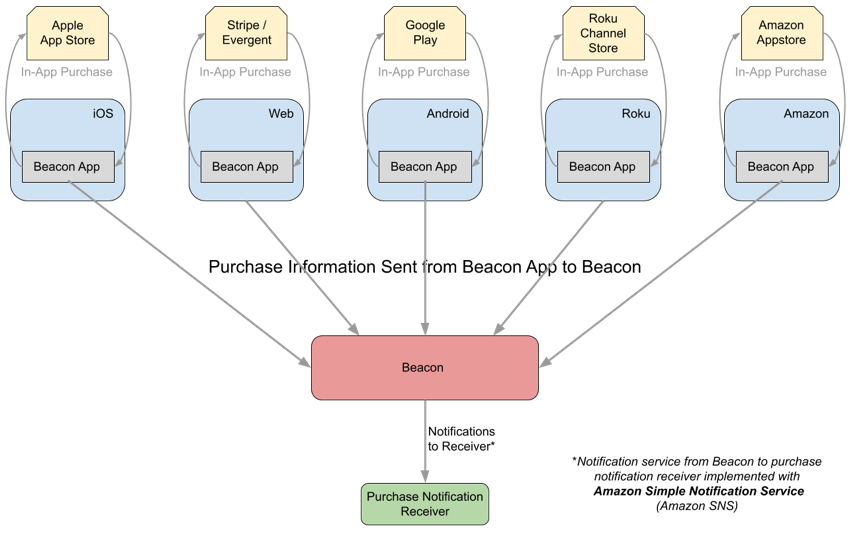 Apple
App Store
Stripe /
Evergent
Google
Play
Roku
Channel
Store
Amazon
Appstore
In-App Purchase
In-App Purchase
In-App Purchase
In-App Purchase
In-App Purchase
iOS
Web
Android
Roku
Amazon
Beacon App
Beacon App
Beacon App
Beacon App
Beacon App
Purchase Information Sent from Beacon App to Beacon
Beacon
Notifications
to Receiver*
*Notification service from Beacon to purchase
notification receiver implemented with
Amazon Simple Notification Service
(Amazon SNS)
Purchase Notification
Receiver